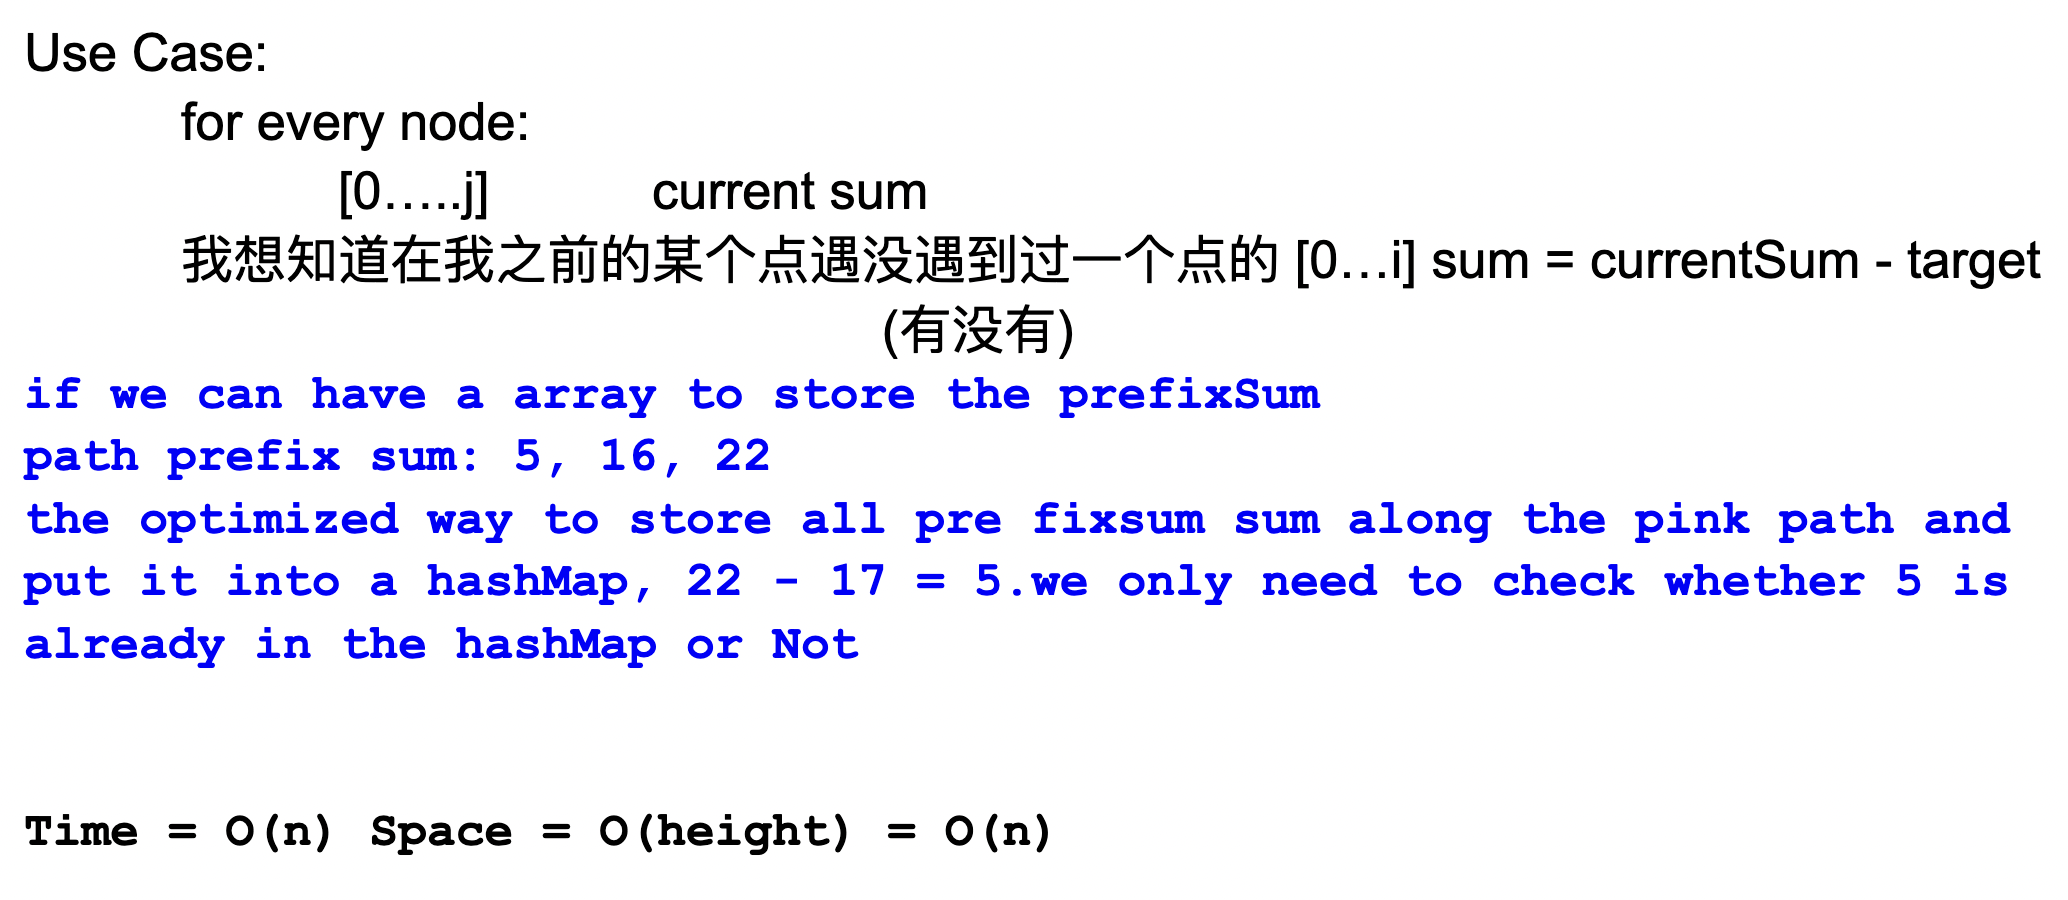 Use Case:
for every node:
[0…..j] current sum
我想知道在我之前的某个点遇没遇到过一个点的 [0…i] sum = currentSum - target
(有没有)
if we can have a array to store the prefixSum
path prefix sum: 5, 16, 22
the optimized way to store all pre fixsum sum along the pink path and
put it into a hashMap, 22 - 17 = 5.we only need to check whether 5 is
already in the hashMap or Not
Time = O(n) Space = O(height) = O(n)